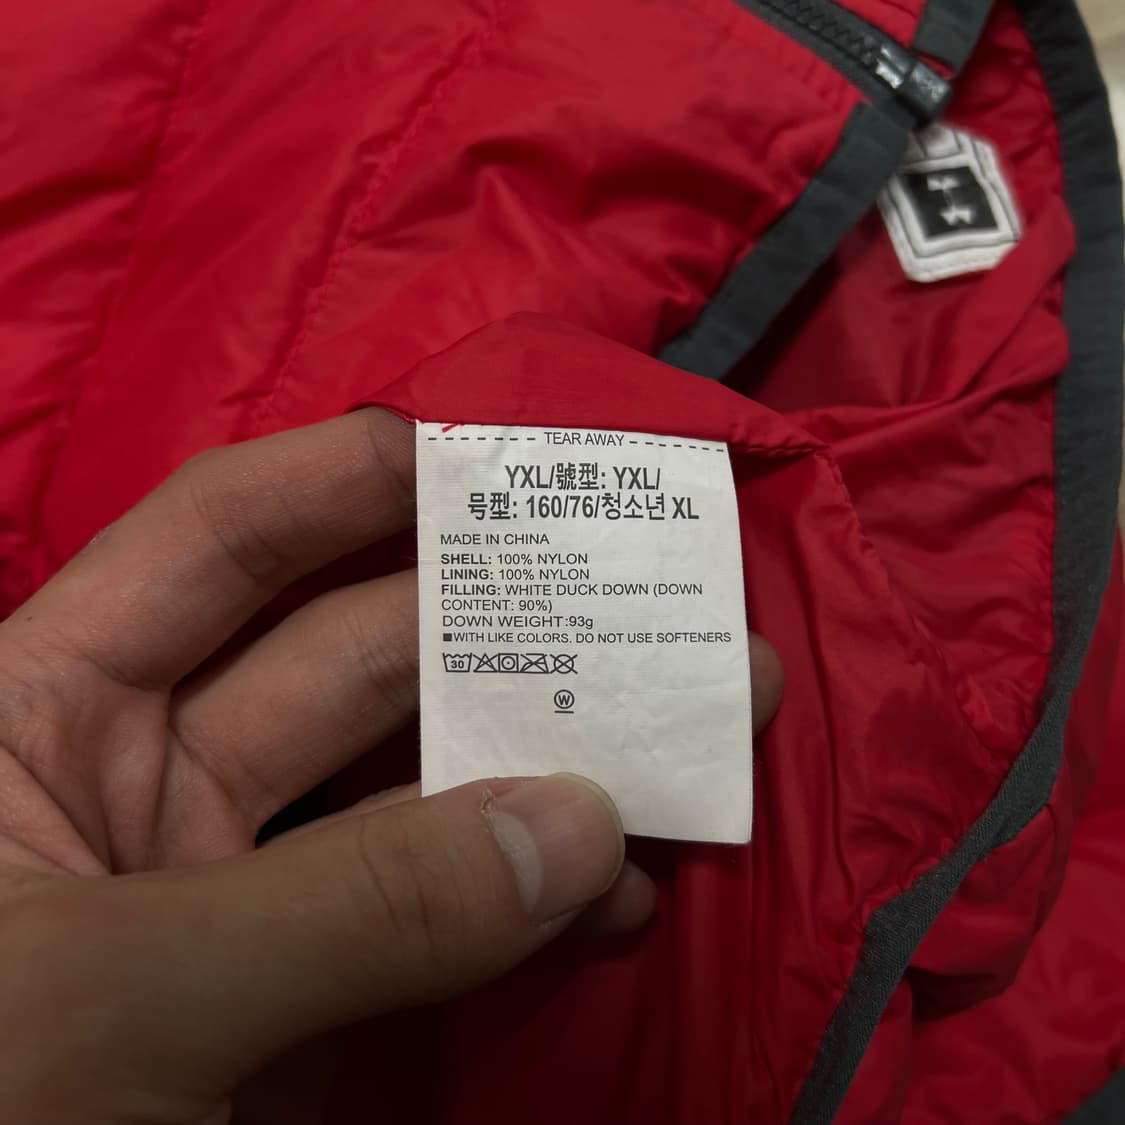 TEAR AWAY
YXL/號型: YXL/
号型: 160/76/청소년 XL
MADE IN CHINA
SHELL: 100% NYLON
LINING: 100% NYLON
FILLING: WHITE DUCK DOWN (DOWN
CONTENT: 90%)
DOWN WEIGHT:93g
■WITH LIKE COLORS. DO NOT USE SOFTENERS
30
W